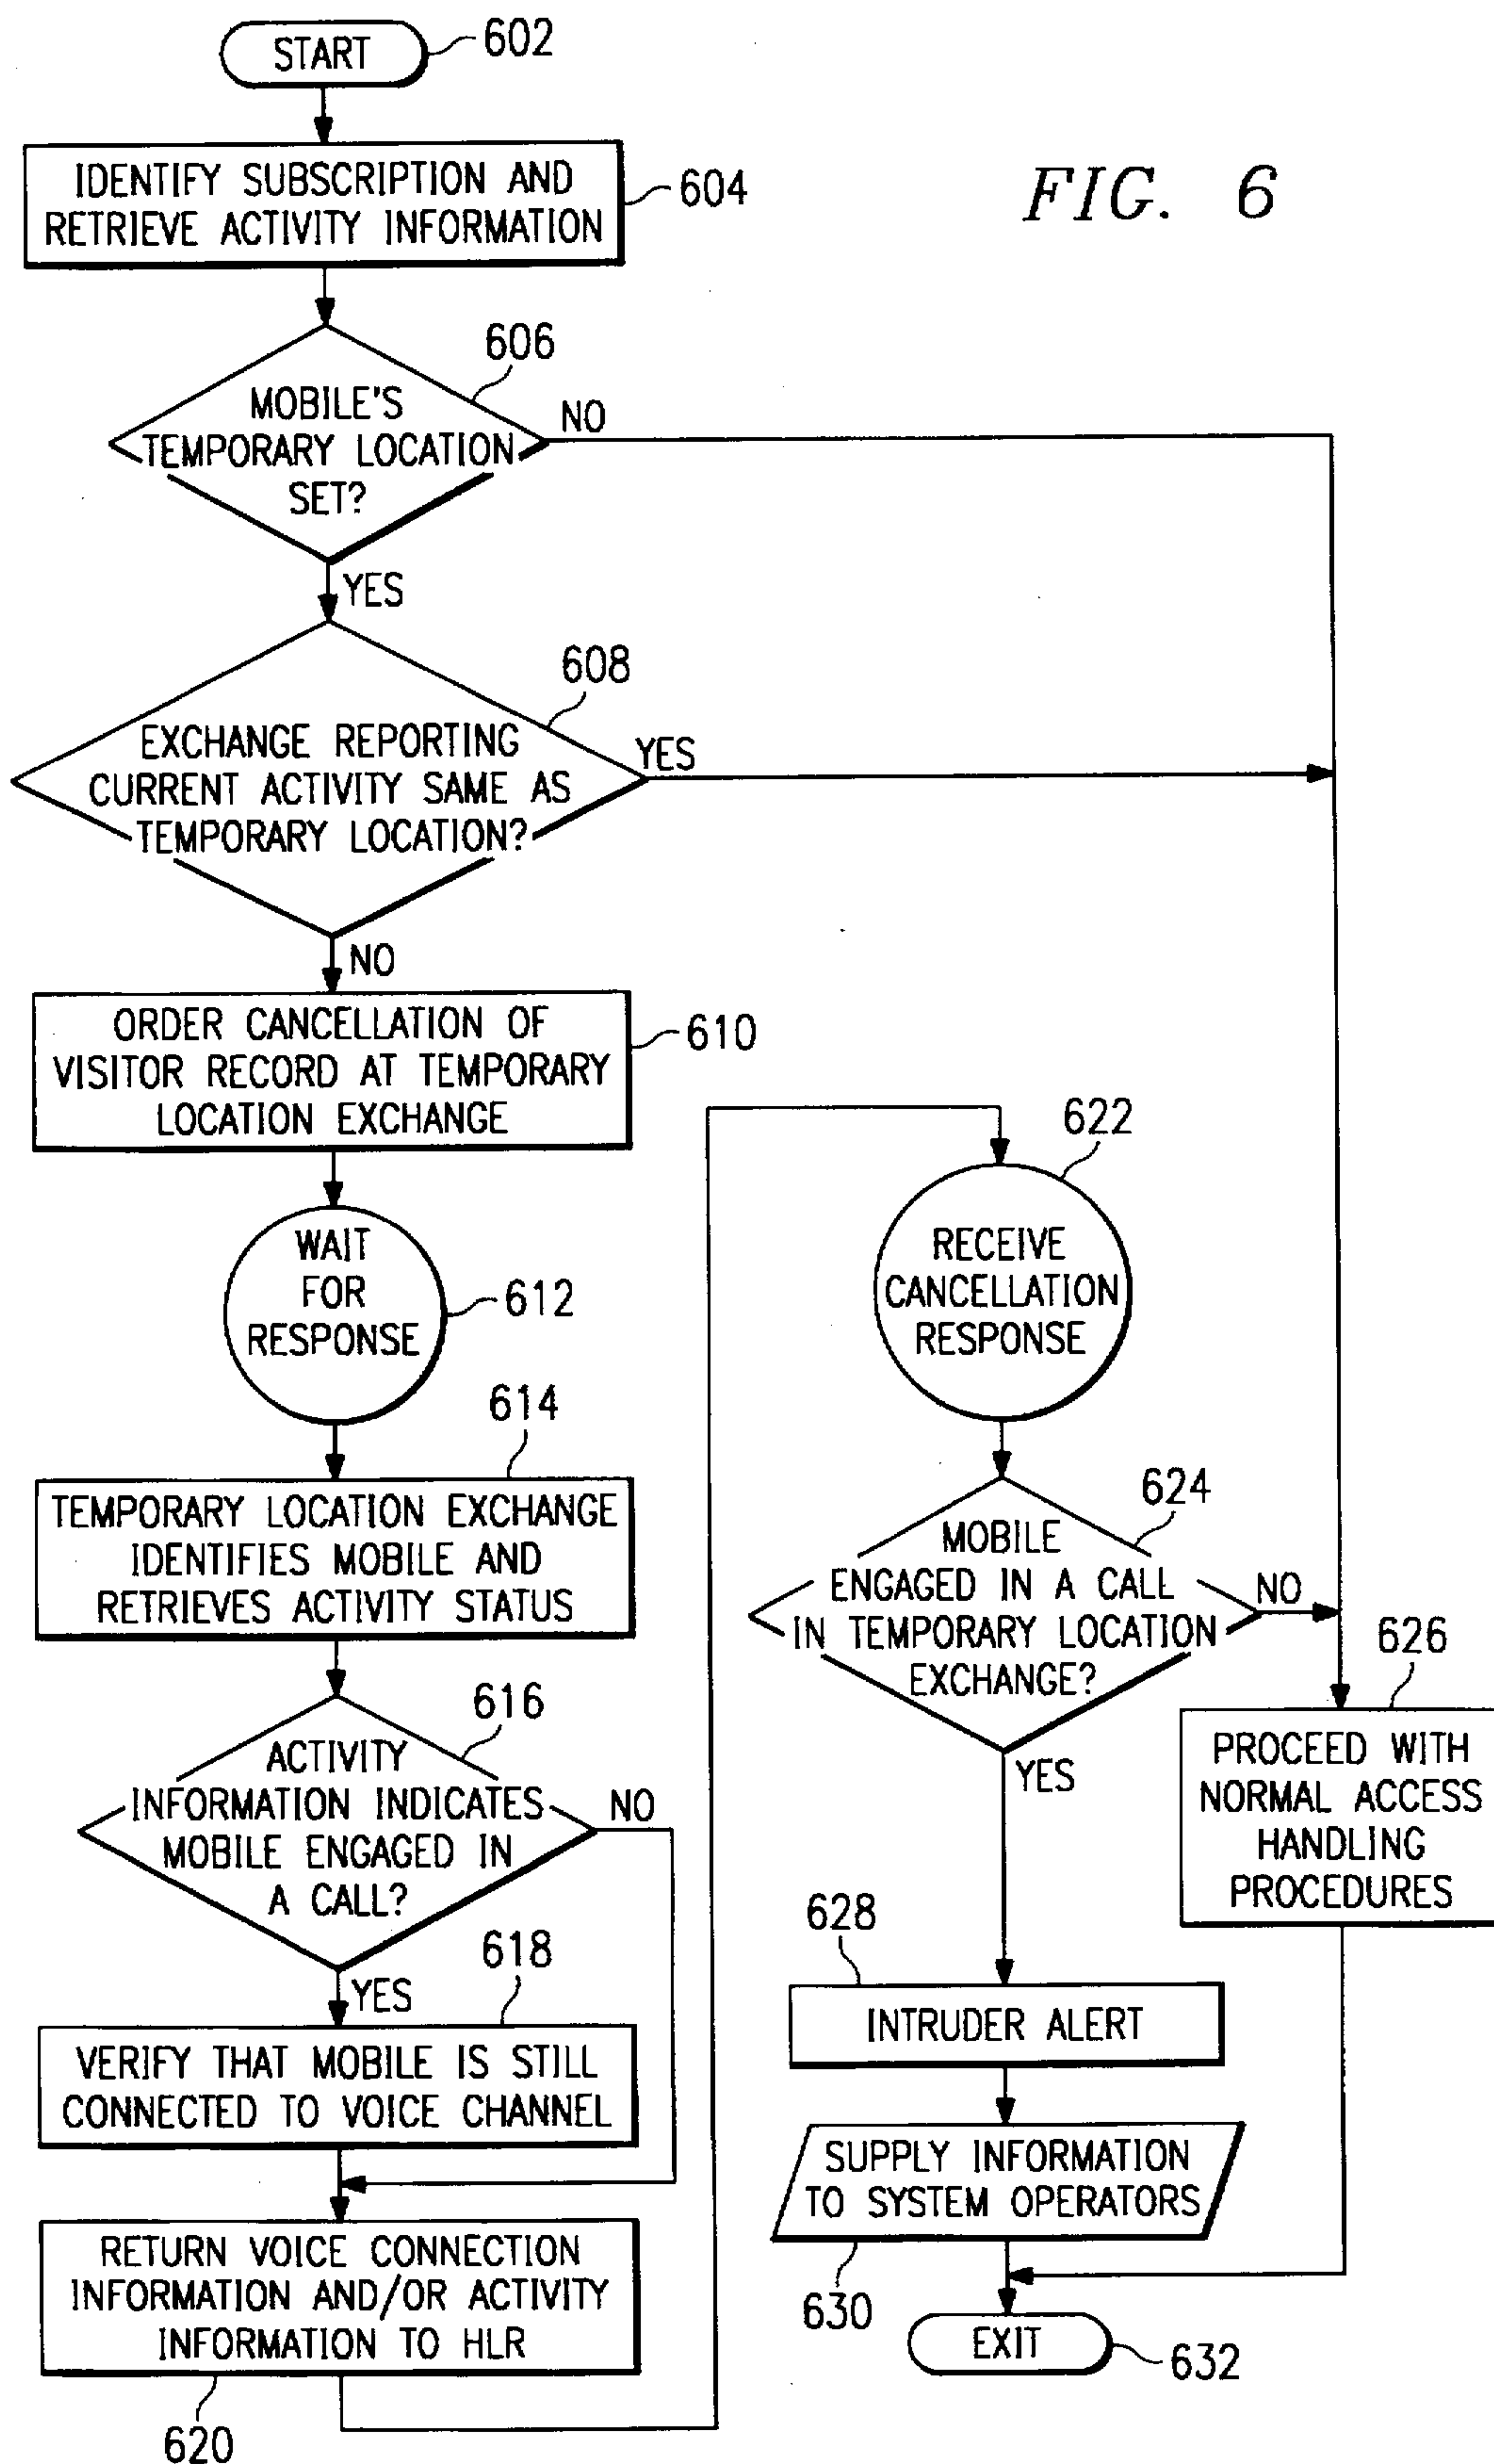 START
602
IDENTIFY SUBSCRIPTION AND
RETRIEVE ACTIVITY INFORMATION
604
FIG. 6
606
MOBILE'S
TEMPORARY LOCATION
SET?
NO
YES
608
EXCHANGE REPORTING
CURRENT ACTIVITY SAME AS
TEMPORARY LOCATION?
YES
NO
ORDER CANCELLATION OF
VISITOR RECORD AT TEMPORARY
LOCATION EXCHANGE
610
WAIT
FOR
RESPONSE
612
614
TEMPORARY LOCATION EXCHANGE
IDENTIFIES MOBILE AND
RETRIEVES ACTIVITY STATUS
616
ACTIVITY
INFORMATION INDICATES
MOBILE ENGAGED IN
A CALL?
NO
YES
618
VERIFY THAT MOBILE IS STILL
CONNECTED TO VOICE CHANNEL
RETURN VOICE CONNECTION
INFORMATION AND/OR ACTIVITY
INFORMATION TO HLR
620
622
RECEIVE
CANCELLATION
RESPONSE
624
MOBILE
ENGAGED IN A CALL
IN TEMPORARY LOCATION
EXCHANGE?
NO
YES
626
PROCEED WITH
NORMAL ACCESS
HANDLING
PROCEDURES
628
INTRUDER ALERT
SUPPLY INFORMATION
TO SYSTEM OPERATORS
630
EXIT
632